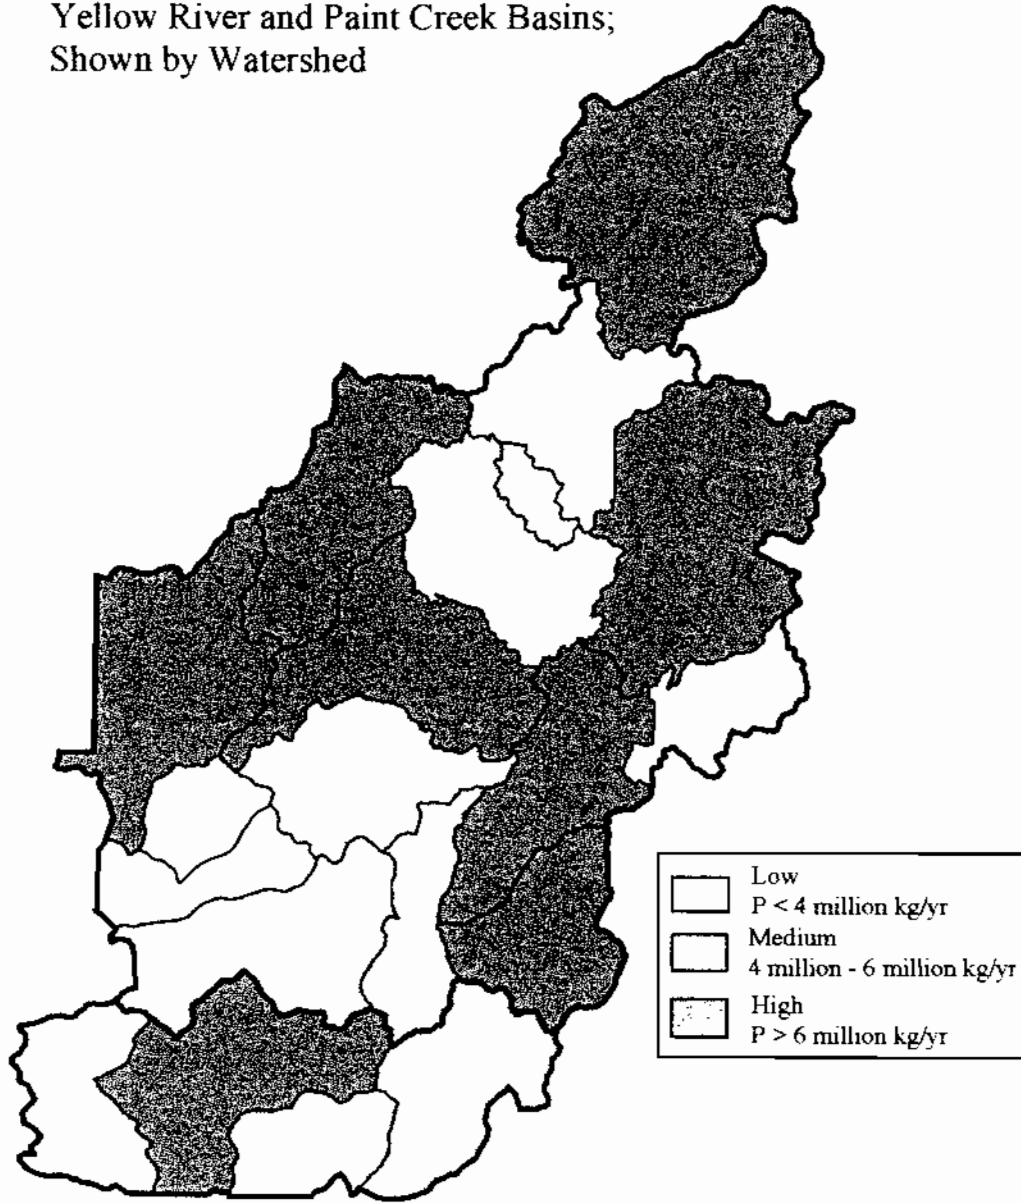 Yellow River and Paint Creek Basins;
Shown by Watershed
Low
P < 4 million kg/yr
Medium
4 million - 6 million kg/yr
High
P > 6 million kg/yr